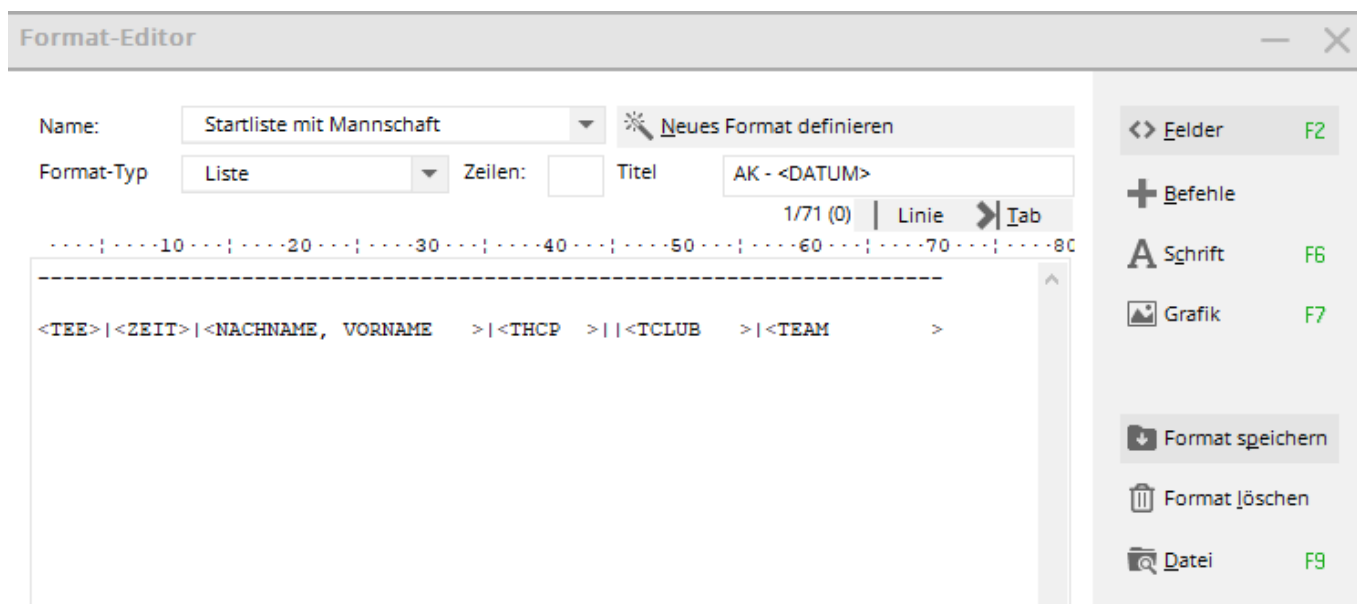 Format-Editor
Name: Startliste mit Mannschaft Neues Format definieren
Format-Typ Liste Zeilen: Titel AK - <DATUM>
1/71 (0) Linie Tab
····¦····10···¦····20···¦····30···¦····40···¦····50···¦····60···¦····70···¦····80
-----------------------------------------------------------------------
<TEE>|<ZEIT>|<NACHNAME, VORNAME   >|<THCP  >||<TCLUB   >|<TEAM        >
<> Felder F2
Befehle
Schrift F6
Grafik F7
Format speichern
Format löschen
Datei F9